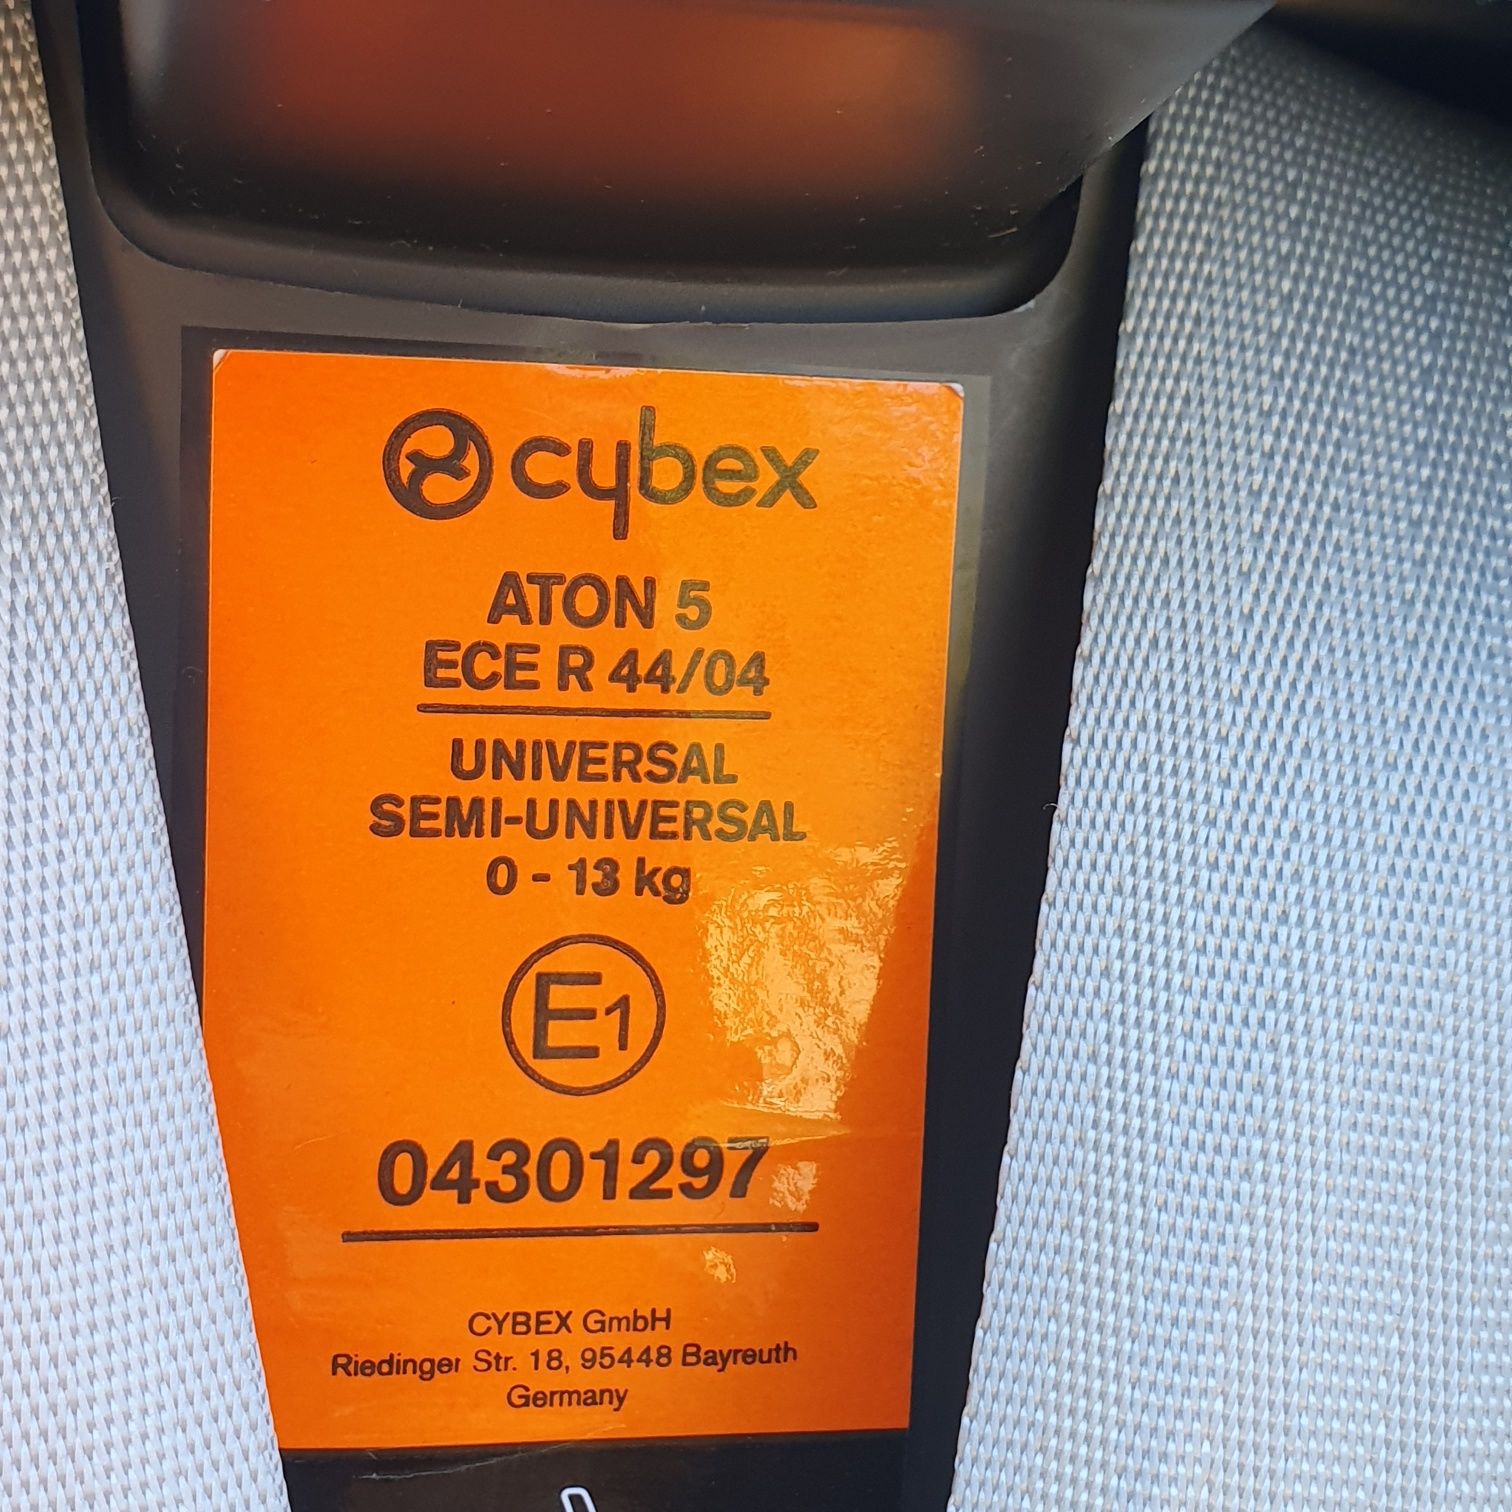 cybex
ATON 5
ECE R 44/04
UNIVERSAL
SEMI-UNIVERSAL
0 - 13 kg
E1
04301297
CYBEX GmbH
Riedinger Str. 18, 95448 Bayreuth
Germany